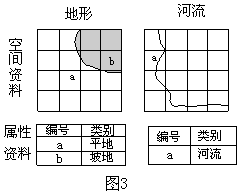 地形 河流
空间资料
a b a
属性资料
编号 类别 编号 类别
a 平地 a 河流
b 坡地
图3